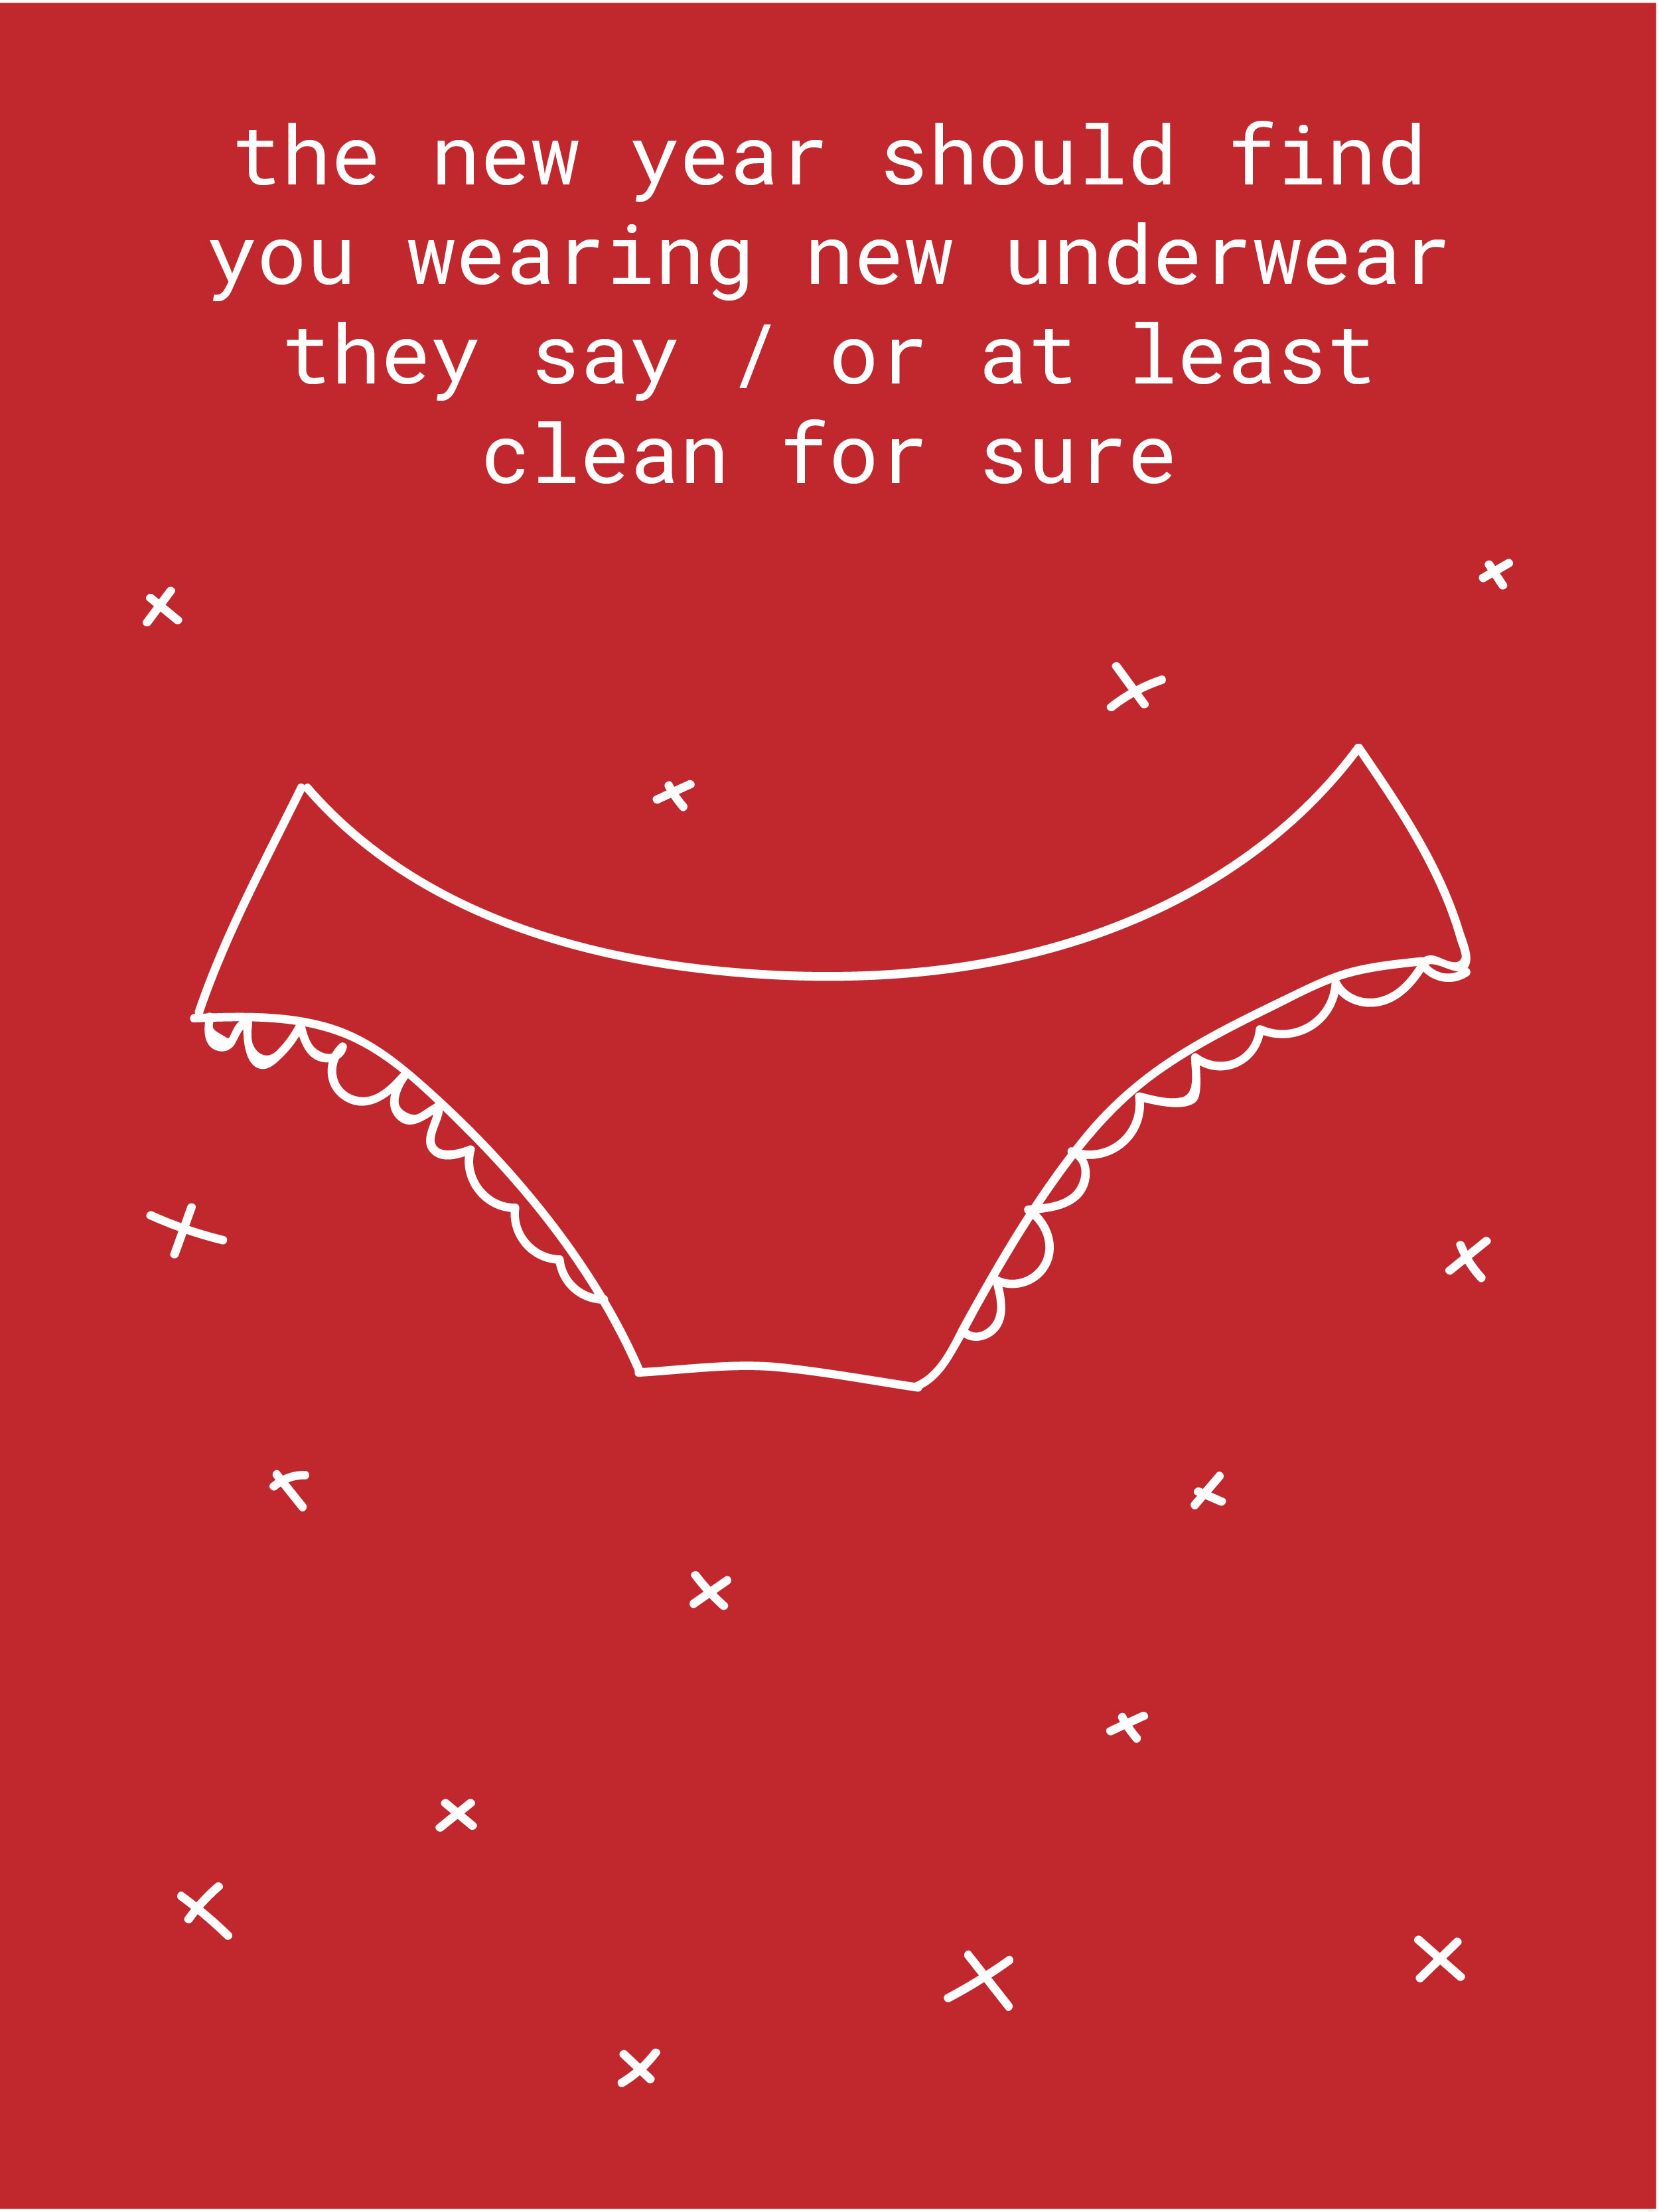 the new year should find
you wearing new underwear
they say / or at least
clean for sure